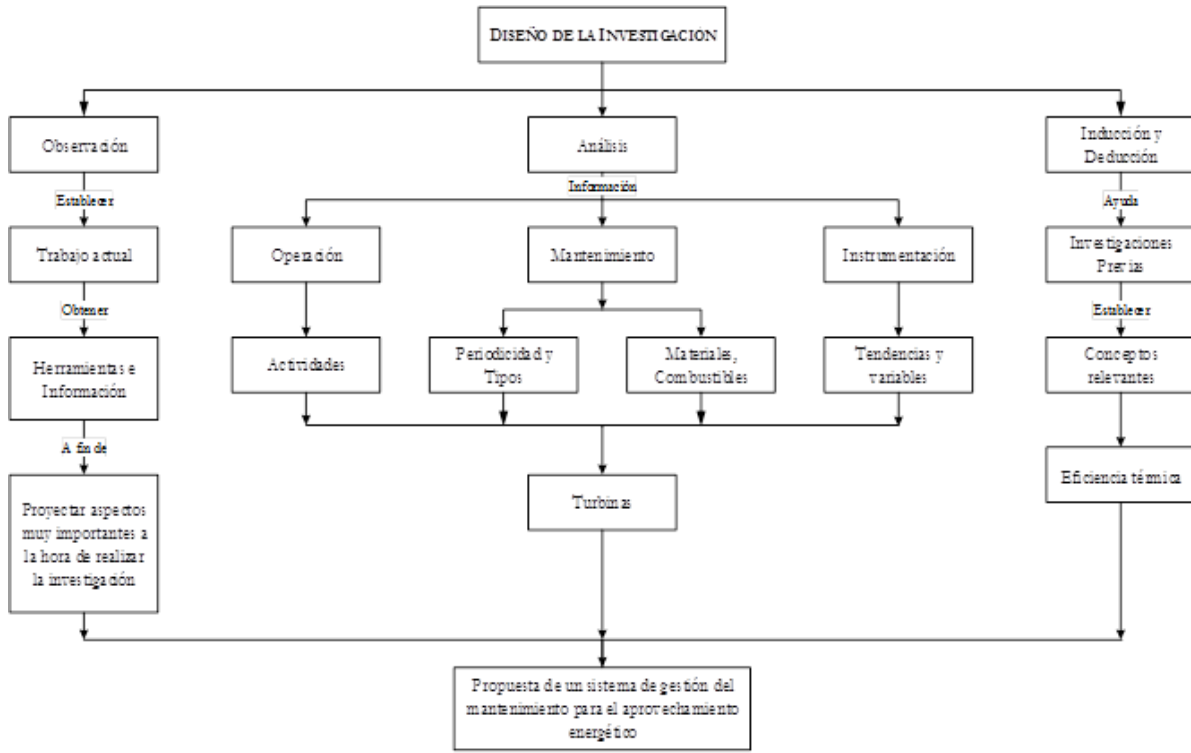 DISEÑO DE LA INVESTIGACIÓN
Observación
Análisis
Inducción y
Deducción
Establecer
Información
Ayuda
Trabajo actual
Operación
Mantenimiento
Instrumentación
Investigaciones
Previas
Obtener
Establecer
Herramientas e
Información
Actividades
Periodicidad y
Tipos
Materiales,
Combustibles
Tendencias y
variables
Conceptos
relevantes
A fin de
Proyectar aspectos
muy importantes a
la hora de realizar
la investigación
Turbinas
Eficiencia térmica
Propuesta de un sistema de gestión del
mantenimiento para el aprovechamiento
energético